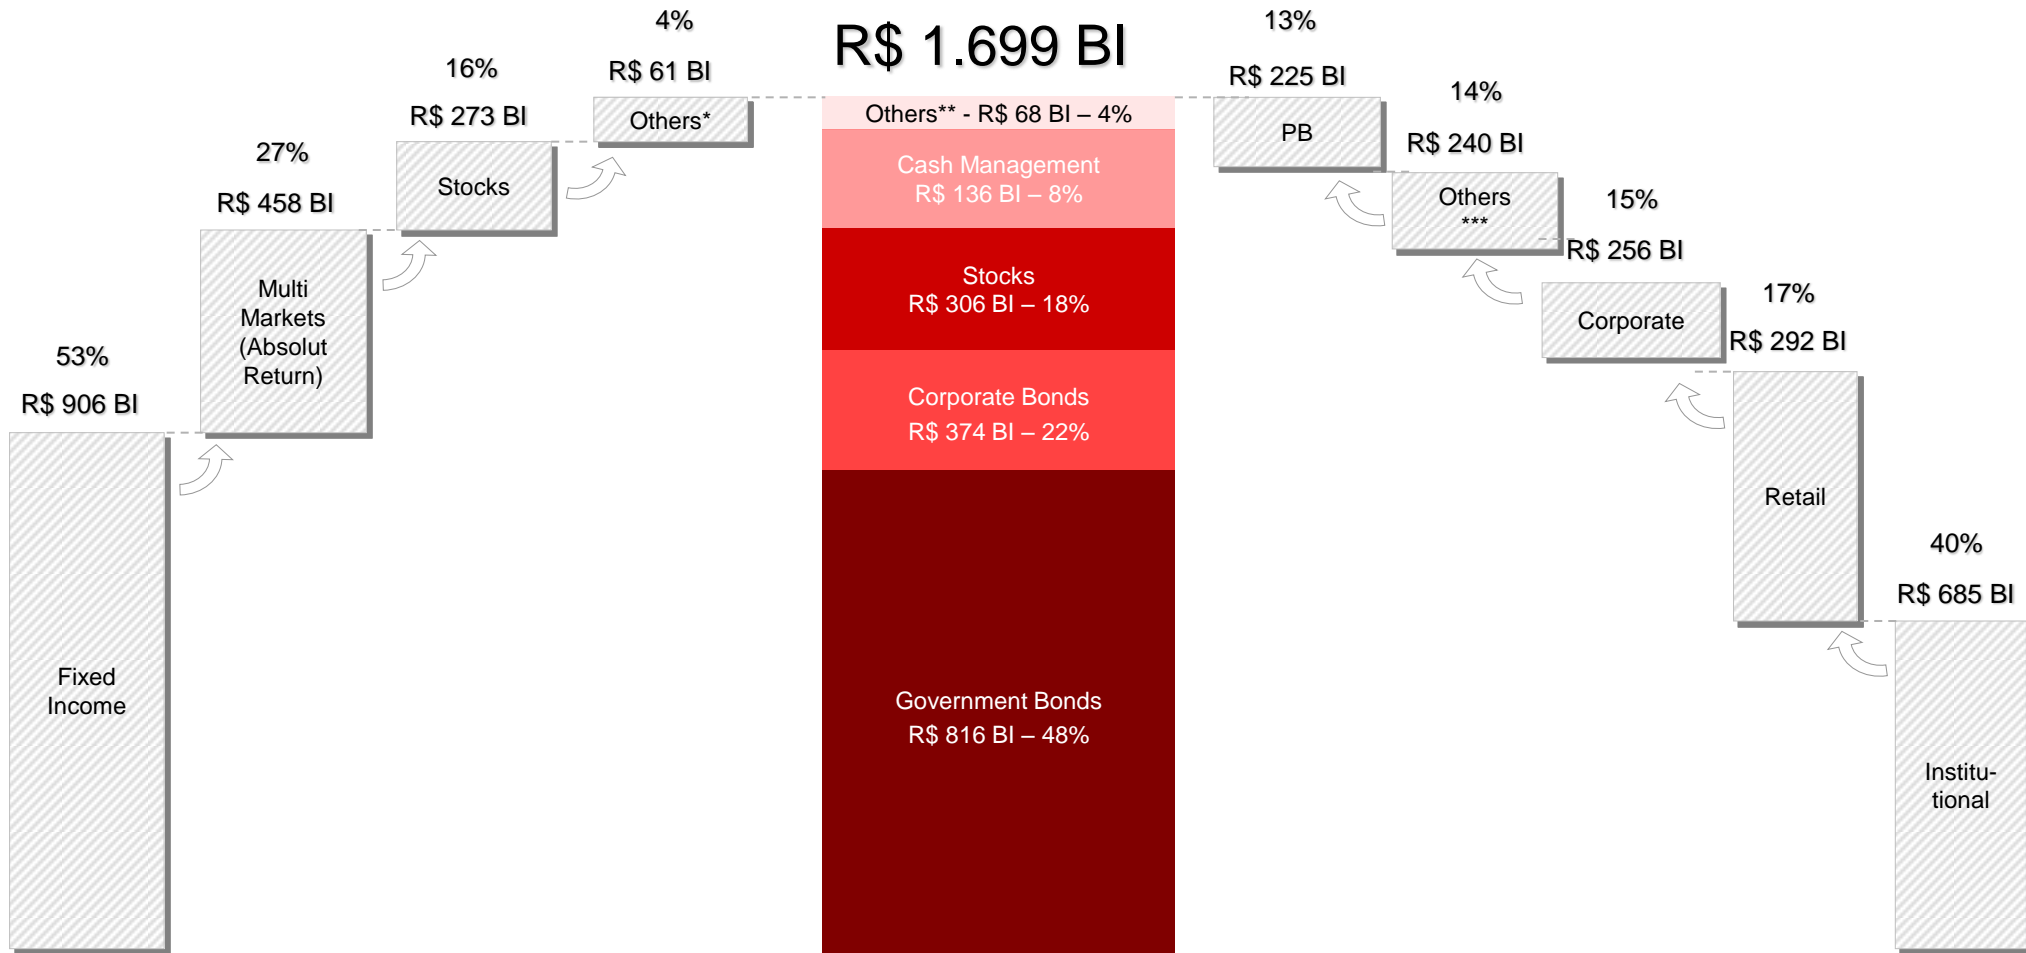 4%
R$ 61 BI
Others*
16%
R$ 273 BI
Stocks
27%
R$ 458 BI
Multi
Markets
(Absolut
Return)
53%
R$ 906 BI
Fixed
Income
R$ 1.699 BI
Others** - R$ 68 BI – 4%
Cash Management
R$ 136 BI – 8%
Stocks
R$ 306 BI – 18%
Corporate Bonds
R$ 374 BI – 22%
Government Bonds
R$ 816 BI – 48%
13%
R$ 225 BI
PB
14%
R$ 240 BI
Others
***
15%
R$ 256 BI
Corporate
17%
R$ 292 BI
Retail
40%
R$ 685 BI
Institu-
tional